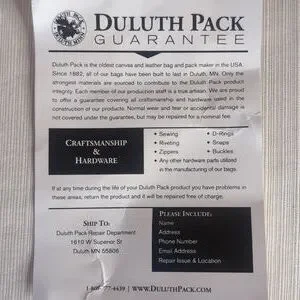 DULUTH PACK
GUARANTEE
Duluth Pack is the oldest canvas and leather bag and pack maker in the USA.
Since 1882, all of our bags have been built to last in Duluth, MN. Only the
strongest materials are sourced to contribute to the Duluth Pack product
integrity. Each member of our production staff is a true artisan. We are proud
to offer a guarantee covering all craftsmanship and hardware used in the
construction of our products. Normal wear and tear or accidental damage is
not covered under the guarantee, but may be repaired for a nominal fee.
CRAFTSMANSHIP
&
HARDWARE
• Sewing
• Riveting
• Zippers
• D-Rings
• Snaps
• Buckles
• Any other hardware parts utilized
in the manufacturing of our bags.
If at any time during the life of your Duluth Pack product you have problems in
these areas, return the product and it will be repaired free of charge.
SHIP TO:
Duluth Pack Repair Department
1610 W Superior St
Duluth MN 55806
PLEASE INCLUDE:
Name
Address
Phone Number
Email Address
Repair Issue & Location
-4439 | WWW.DULUTHPACK.COM